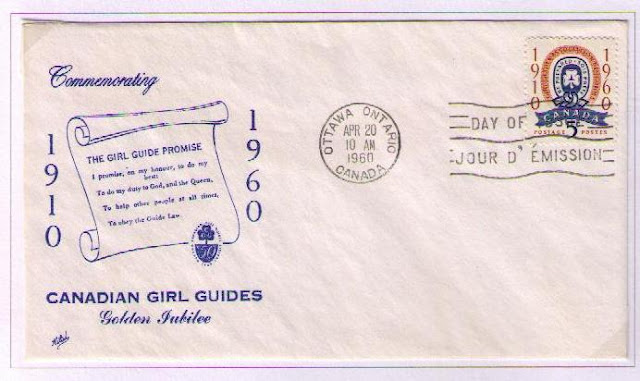 Commemorating
1910
1960
THE GIRL GUIDE PROMISE
I promise, on my honour, to do my
best:
To do my duty to God, and the Queen,
To help other people at all times,
To obey the Guide Law.
50
CANADIAN GIRL GUIDES
Golden Jubilee
OTTAWA ONTARIO
APR 20
10 AM
1960
CANADA
DAY OF
JOUR D' ÉMISSION
1910
1960
CANADA
5
POSTAGE POSTES